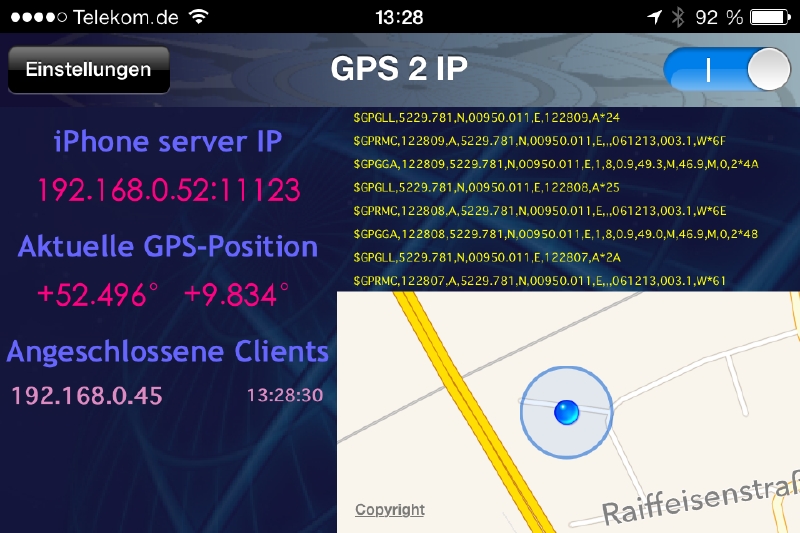 Telekom.de 13:28 92 %
Einstellungen GPS 2 IP
iPhone server IP
192.168.0.52:11123
Aktuelle GPS-Position
+52.496° +9.834°
Angeschlossene Clients
192.168.0.45 13:28:30
$GPGLL,5229.781,N,00950.011,E,122809,A*24
$GPRMC,122809,A,5229.781,N,00950.011,E,,,061213,003.1,W*6F
$GPGGA,122809,5229.781,N,00950.011,E,1,8,0.9,49.3,M,46.9,M,0,2*4A
$GPGLL,5229.781,N,00950.011,E,122808,A*25
$GPRMC,122808,A,5229.781,N,00950.011,E,,,061213,003.1,W*6E
$GPGGA,122808,5229.781,N,00950.011,E,1,8,0.9,49.0,M,46.9,M,0,2*48
$GPGLL,5229.781,N,00950.011,E,122807,A*2A
$GPRMC,122807,A,5229.781,N,00950.011,E,,,061213,003.1,W*61
Raiffeisenstraß
Copyright